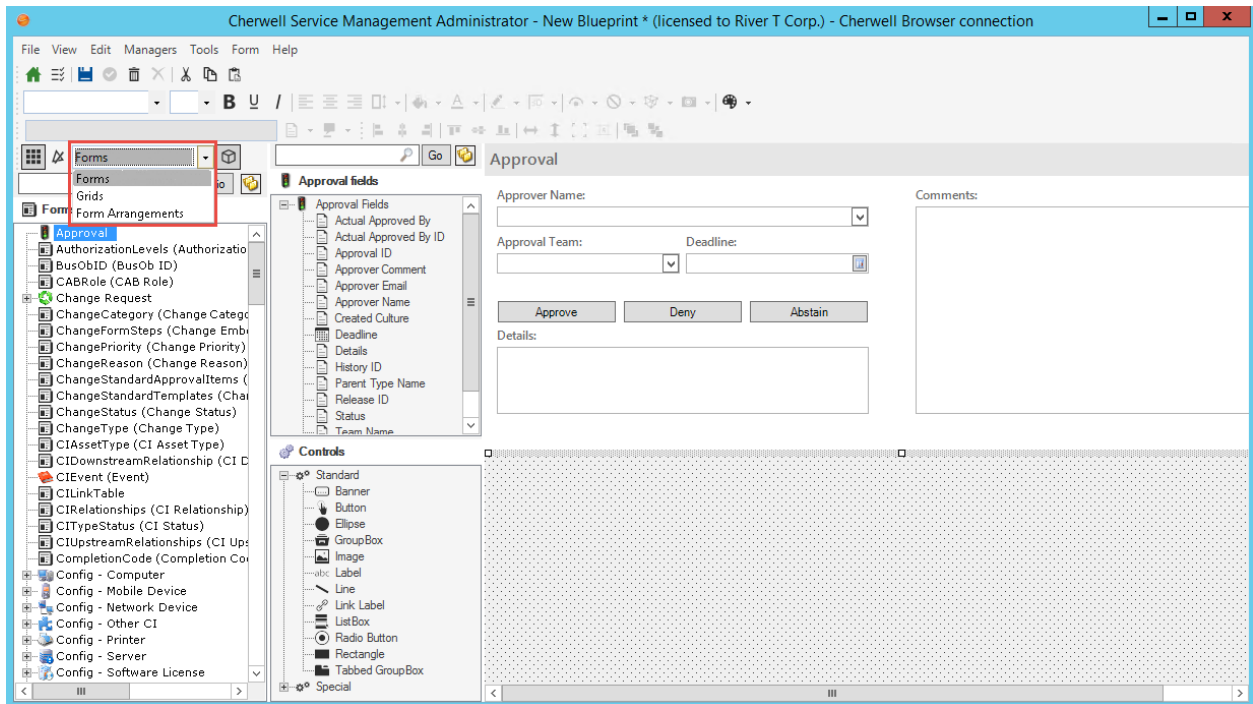 Cherwell Service Management Administrator - New Blueprint * (licensed to River T Corp.) - Cherwell Browser connection
File View Edit Managers Tools Form Help
B U I
Forms
Go
Approval
Forms
Grids
Form Arrangements
Approval fields
Form
Approval
AuthorizationLevels (Authorizatio
BusObID (BusOb ID)
CABRole (CAB Role)
Change Request
ChangeCategory (Change Catego
ChangeFormSteps (Change Emb
ChangePriority (Change Priority)
ChangeReason (Change Reason)
ChangeStandardApprovalItems (
ChangeStandardTemplates (Chan
ChangeStatus (Change Status)
ChangeType (Change Type)
CIAssetType (CI Asset Type)
CIDownstreamRelationship (CI D
CIEvent (Event)
CILinkTable
CIRelationships (CI Relationship)
CITypeStatus (CI Status)
CIUpstreamRelationships (CI Ups
CompletionCode (Completion Co
Config - Computer
Config - Mobile Device
Config - Network Device
Config - Other CI
Config - Printer
Config - Server
Config - Software License
Approval Fields
Actual Approved By
Actual Approved By ID
Approval ID
Approver Comment
Approver Email
Approver Name
Created Culture
Deadline
Details
History ID
Parent Type Name
Release ID
Status
Team Name
Controls
Standard
Banner
Button
Ellipse
GroupBox
Image
abc Label
Line
Link Label
ListBox
Radio Button
Rectangle
Tabbed GroupBox
Special
Approver Name:
Comments:
Approval Team:
Deadline:
Approve
Deny
Abstain
Details: